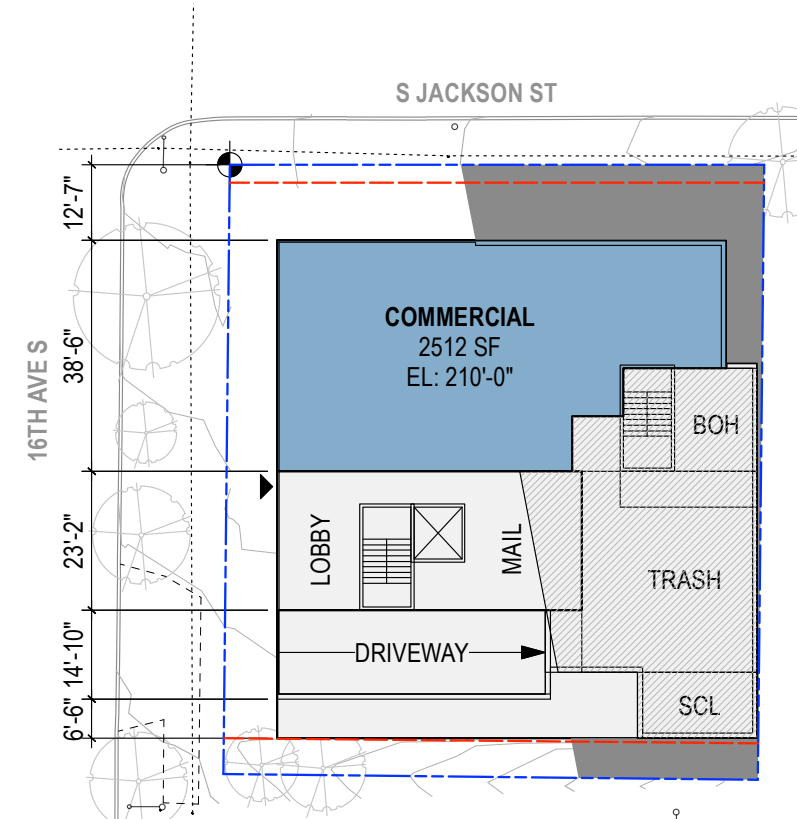 S JACKSON ST
12'-7"
38'-6"
COMMERCIAL
2512 SF
EL: 210'-0"
16TH AVE S
BOH
23'-2"
LOBBY
MAIL
TRASH
14'-10"
DRIVEWAY
6'-6"
SCL